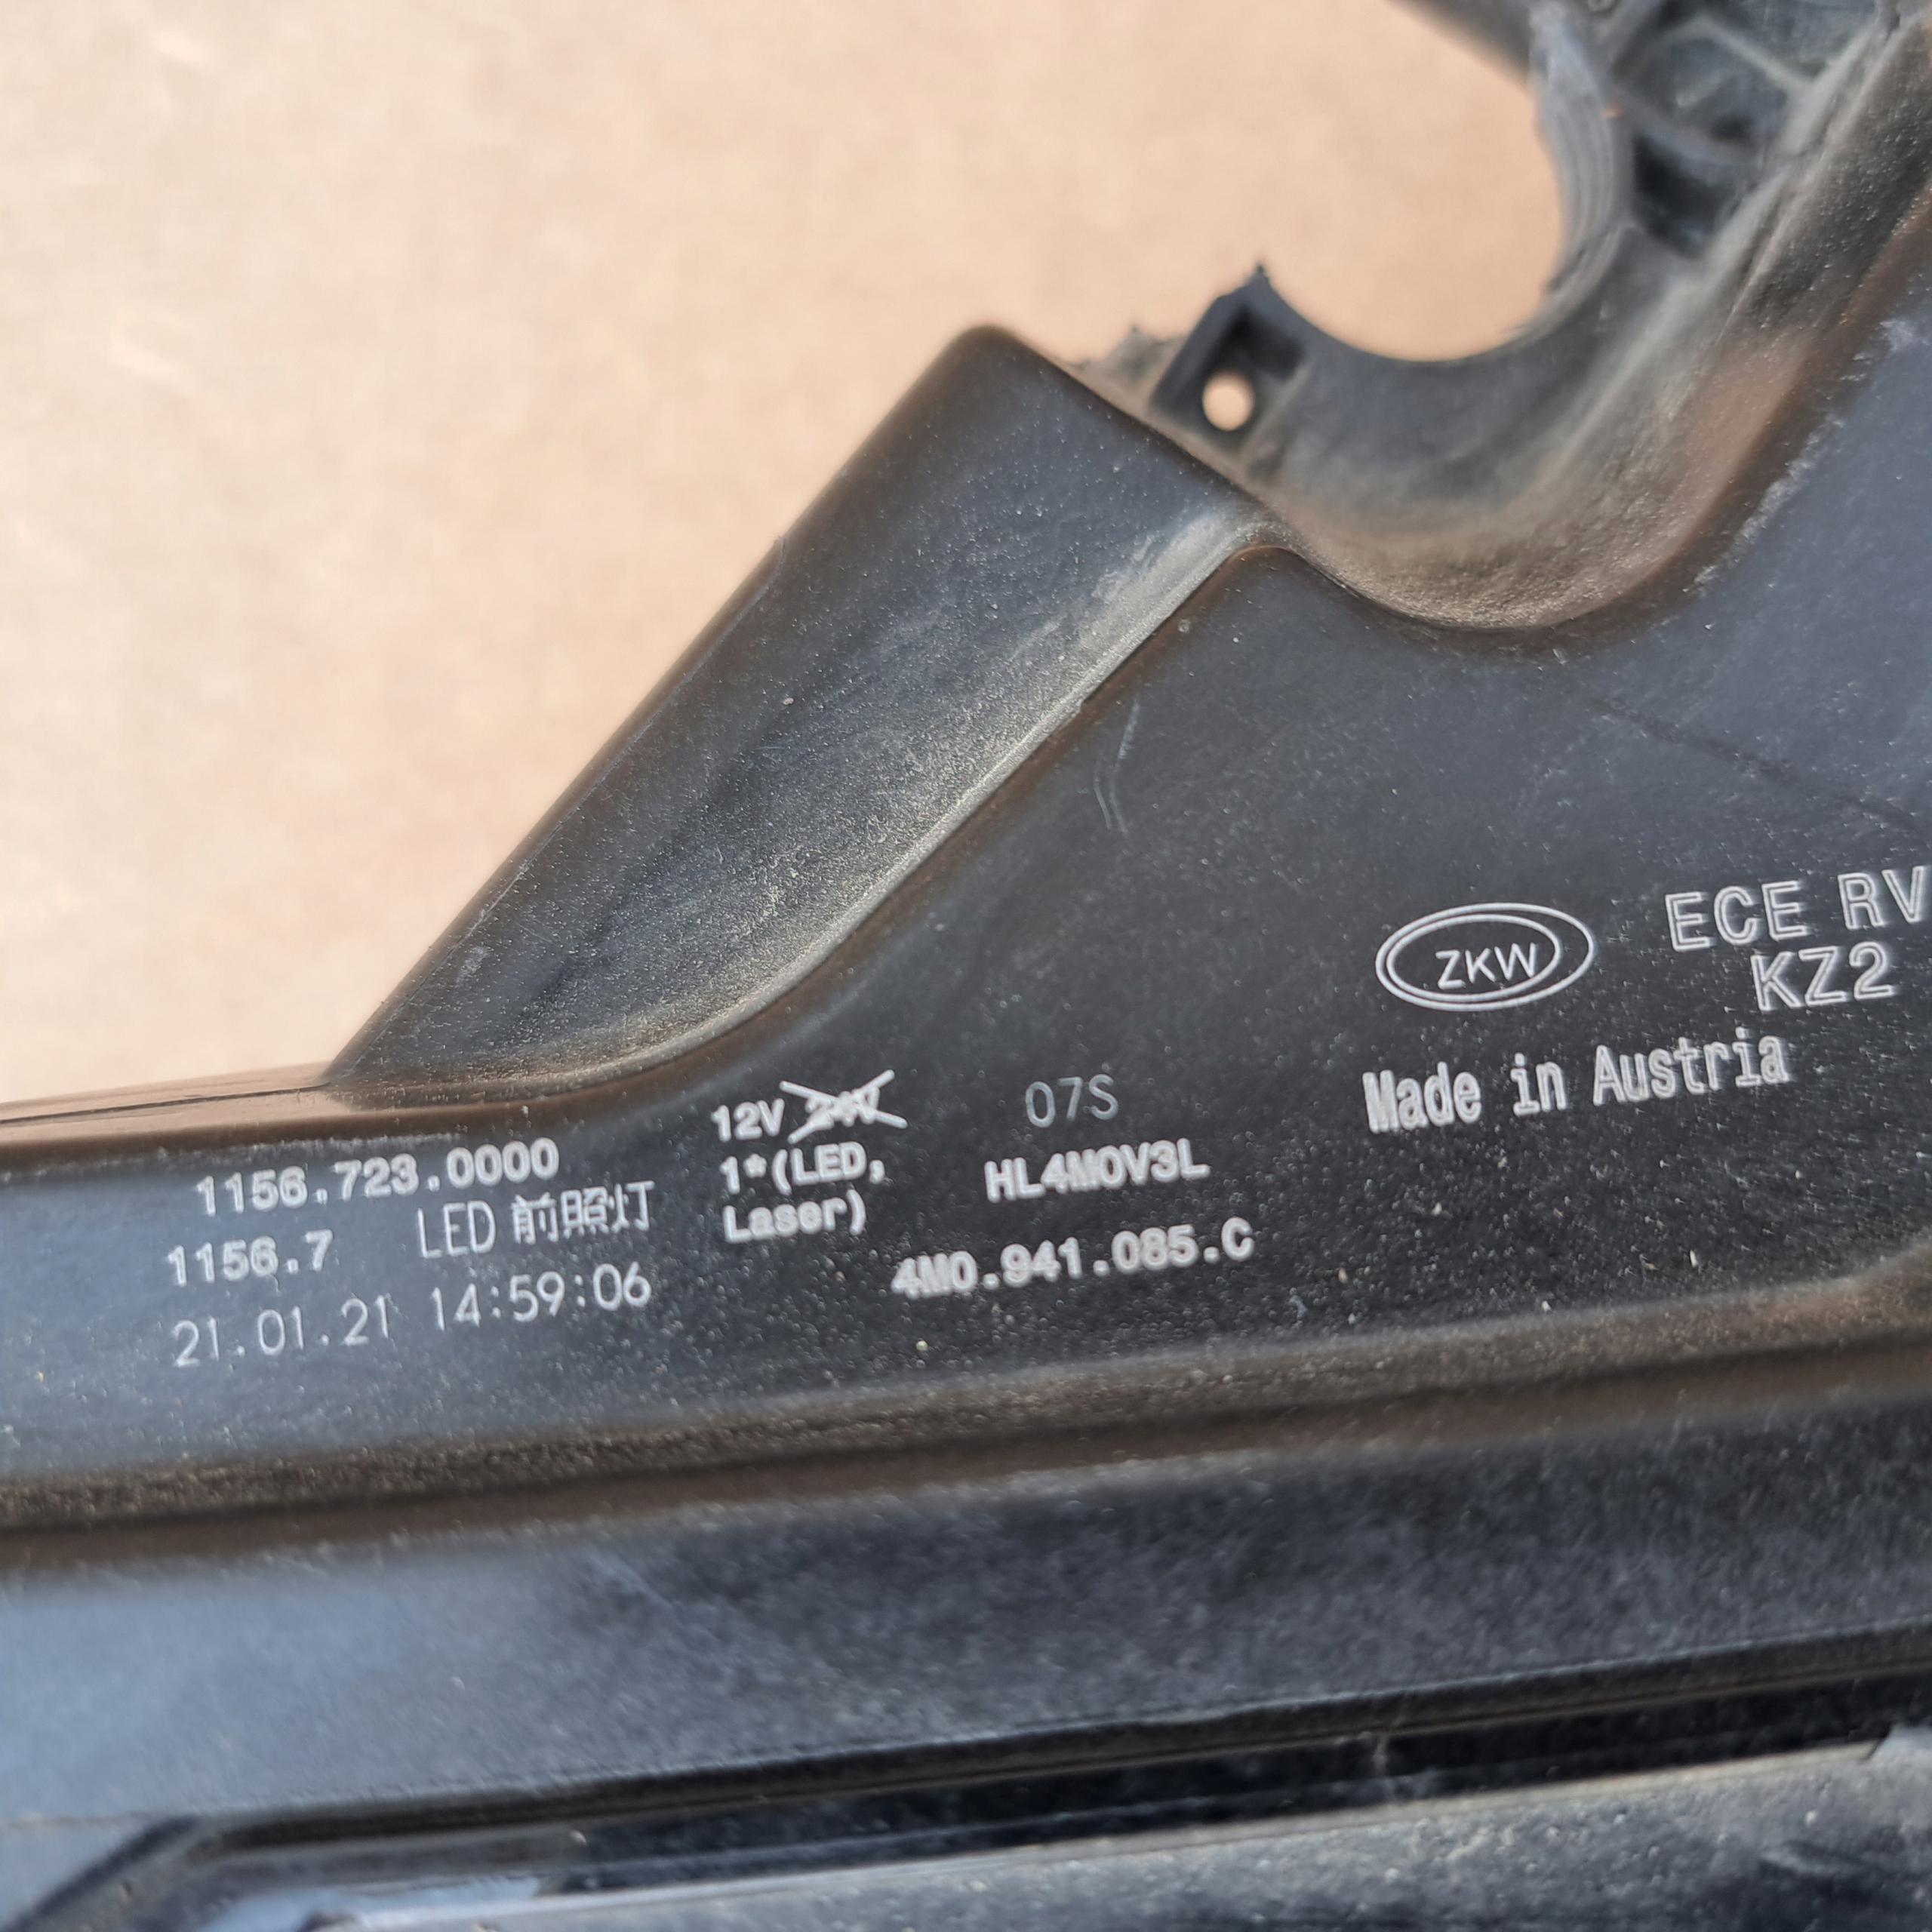 1156.723.0000
1156.7 LED 前照灯
21.01.21 14:59:06
12V 24V
1*(LED,
Laser)
07S
HL4M0V3L
4M0.941.085.C
ZKW
ECE RV
KZ2
Made in Austria